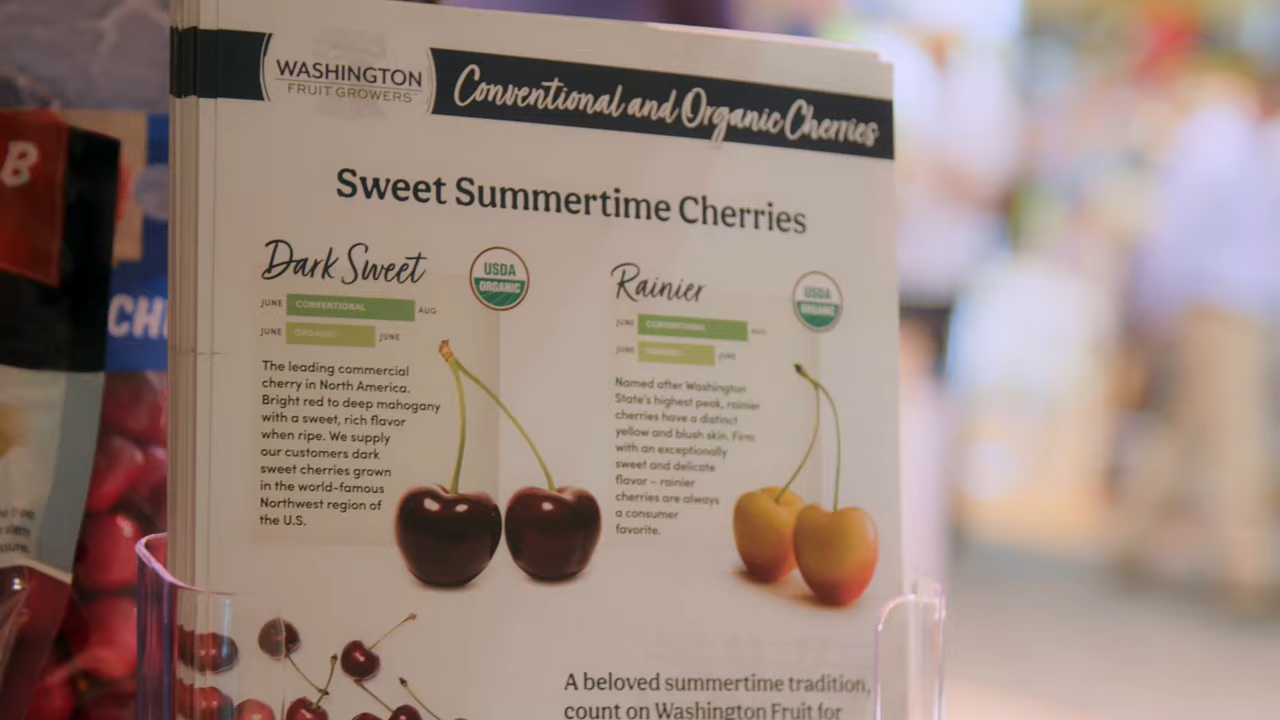 WASHINGTON
FRUIT GROWERS
Conventional and Organic Cherries
Sweet Summertime Cherries
Dark Sweet
USDA
ORGANIC
JUNE CONVENTIONAL AUG
JUNE ORGANIC JUNE
The leading commercial
cherry in North America.
Bright red to deep mahogany
with a sweet, rich flavor
when ripe. We supply
our customers dark
sweet cherries grown
in the world-famous
Northwest region of
the U.S.
Rainier
USDA
ORGANIC
JUNE CONVENTIONAL AUG
JUNE JUNE
Named after Washington
State's highest peak, rainier
cherries have a distinct
yellow and blush skin. Firm
with an exceptionally
sweet and delicate
flavor – rainier
cherries are always
a consumer
favorite.
A beloved summertime tradition,
count on Washington Fruit for
B
CH